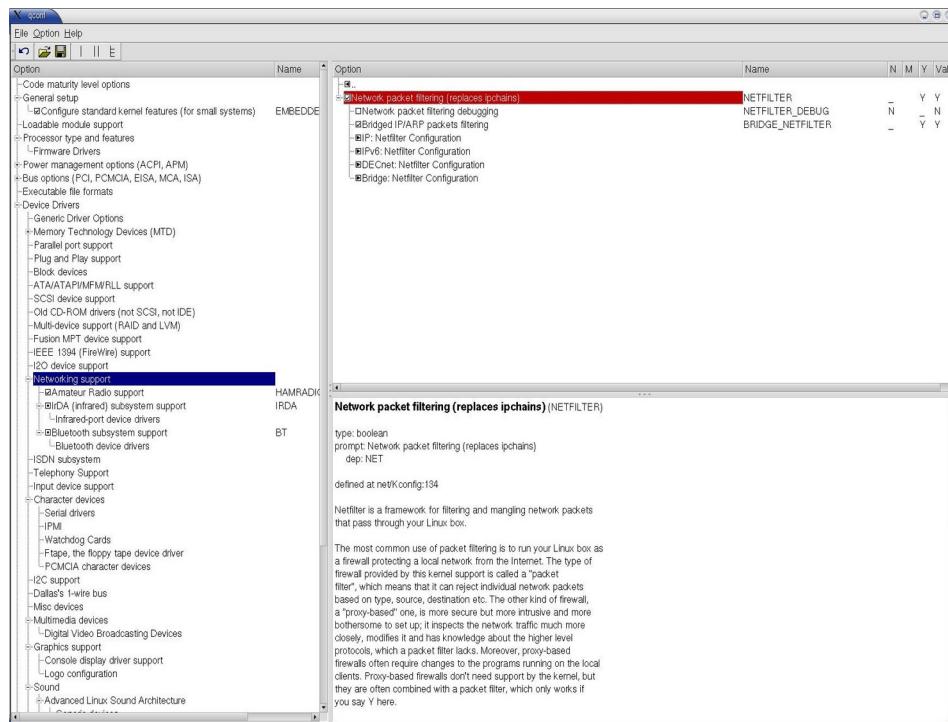 qconf
File Option Help
Option Name
Code maturity level options
General setup
Configure standard kernel features (for small systems) EMBEDDE
Loadable module support
Processor type and features
Firmware Drivers
Power management options (ACPI, APM)
Bus options (PCI, PCMCIA, EISA, MCA, ISA)
Executable file formats
Device Drivers
Generic Driver Options
Memory Technology Devices (MTD)
Parallel port support
Plug and Play support
Block devices
ATA/ATAPI/MFM/RLL support
SCSI device support
Old CD-ROM drivers (not SCSI, not IDE)
Multi-device support (RAID and LVM)
Fusion MPT device support
IEEE 1394 (FireWire) support
I2O device support
Networking support
Amateur Radio support HAMRADIO
IrDA (infrared) subsystem support IRDA
Infrared-port device drivers
Bluetooth subsystem support BT
Bluetooth device drivers
ISDN subsystem
Telephony Support
Input device support
Character devices
Serial drivers
IPMI
Watchdog Cards
Ftape, the floppy tape device driver
PCMCIA character devices
I2C support
Dallas's 1-wire bus
Misc devices
Multimedia devices
Digital Video Broadcasting Devices
Graphics support
Console display driver support
Logo configuration
Sound
Advanced Linux Sound Architecture
Generic devices
Option Name N M Y Val
..
Network packet filtering (replaces ipchains) NETFILTER _ Y Y
Network packet filtering debugging NETFILTER_DEBUG N _ N
Bridged IP/ARP packets filtering BRIDGE_NETFILTER _ Y Y
IP: Netfilter Configuration
IPv6: Netfilter Configuration
DECnet: Netfilter Configuration
Bridge: Netfilter Configuration
Network packet filtering (replaces ipchains) (NETFILTER)
type: boolean
prompt: Network packet filtering (replaces ipchains)
dep: NET
defined at net/Kconfig:134
Netfilter is a framework for filtering and mangling network packets
that pass through your Linux box.
The most common use of packet filtering is to run your Linux box as
a firewall protecting a local network from the Internet. The type of
firewall provided by this kernel support is called a "packet
filter", which means that it can reject individual network packets
based on type, source, destination etc. The other kind of firewall,
a "proxy-based" one, is more secure but more intrusive and more
bothersome to set up; it inspects the network traffic much more
closely, modifies it and has knowledge about the higher level
protocols, which a packet filter lacks. Moreover, proxy-based
firewalls often require changes to the programs running on the local
clients. Proxy-based firewalls don't need support by the kernel, but
they are often combined with a packet filter, which only works if
you say Y here.